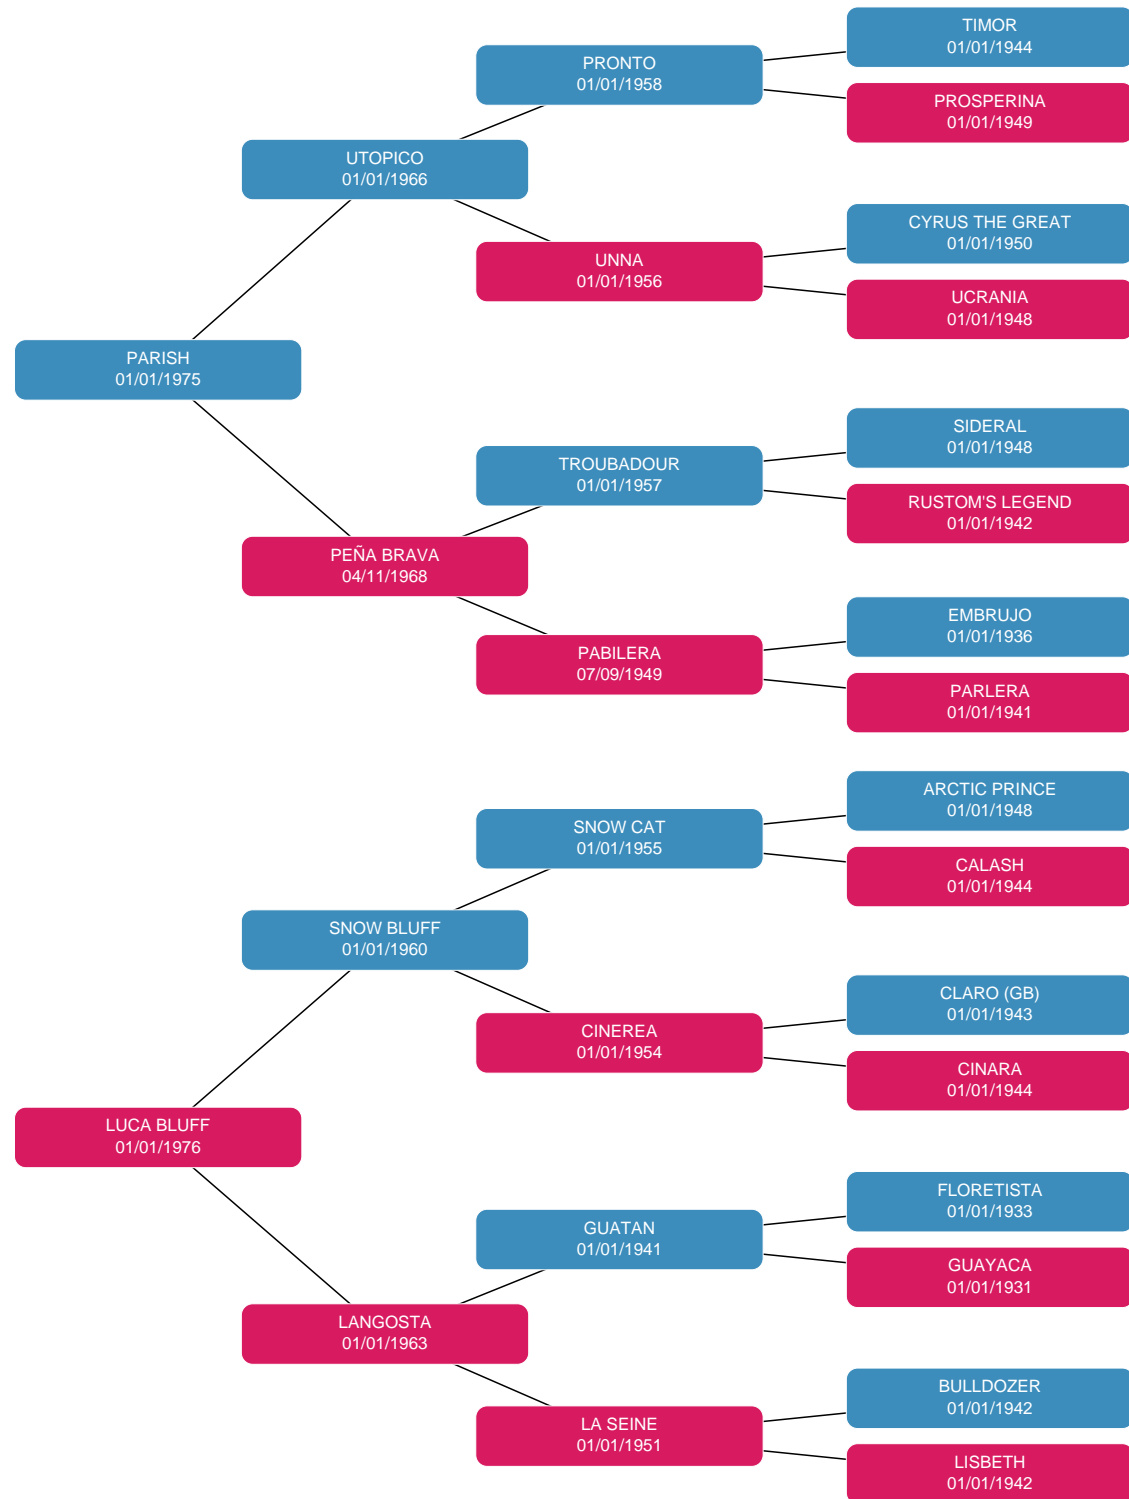 TIMOR
01/01/1944
PRONTO
01/01/1958
PROSPERINA
01/01/1949
UTOPICO
01/01/1966
CYRUS THE GREAT
01/01/1950
UNNA
01/01/1956
UCRANIA
01/01/1948
PARISH
01/01/1975
SIDERAL
01/01/1948
TROUBADOUR
01/01/1957
RUSTOM'S LEGEND
01/01/1942
PEÑA BRAVA
04/11/1968
EMBRUJO
01/01/1936
PABILERA
07/09/1949
PARLERA
01/01/1941
ARCTIC PRINCE
01/01/1948
SNOW CAT
01/01/1955
CALASH
01/01/1944
SNOW BLUFF
01/01/1960
CLARO (GB)
01/01/1943
CINEREA
01/01/1954
CINARA
01/01/1944
LUCA BLUFF
01/01/1976
FLORETISTA
01/01/1933
GUATAN
01/01/1941
GUAYACA
01/01/1931
LANGOSTA
01/01/1963
BULLDOZER
01/01/1942
LA SEINE
01/01/1951
LISBETH
01/01/1942